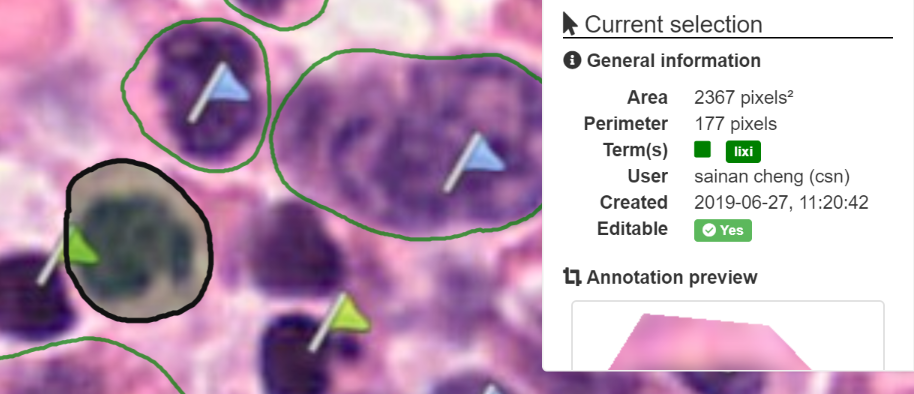 Current selection
General information
Area 2367 pixels²
Perimeter 177 pixels
Term(s) lixi
User sainan cheng (csn)
Created 2019-06-27, 11:20:42
Editable Yes
Annotation preview